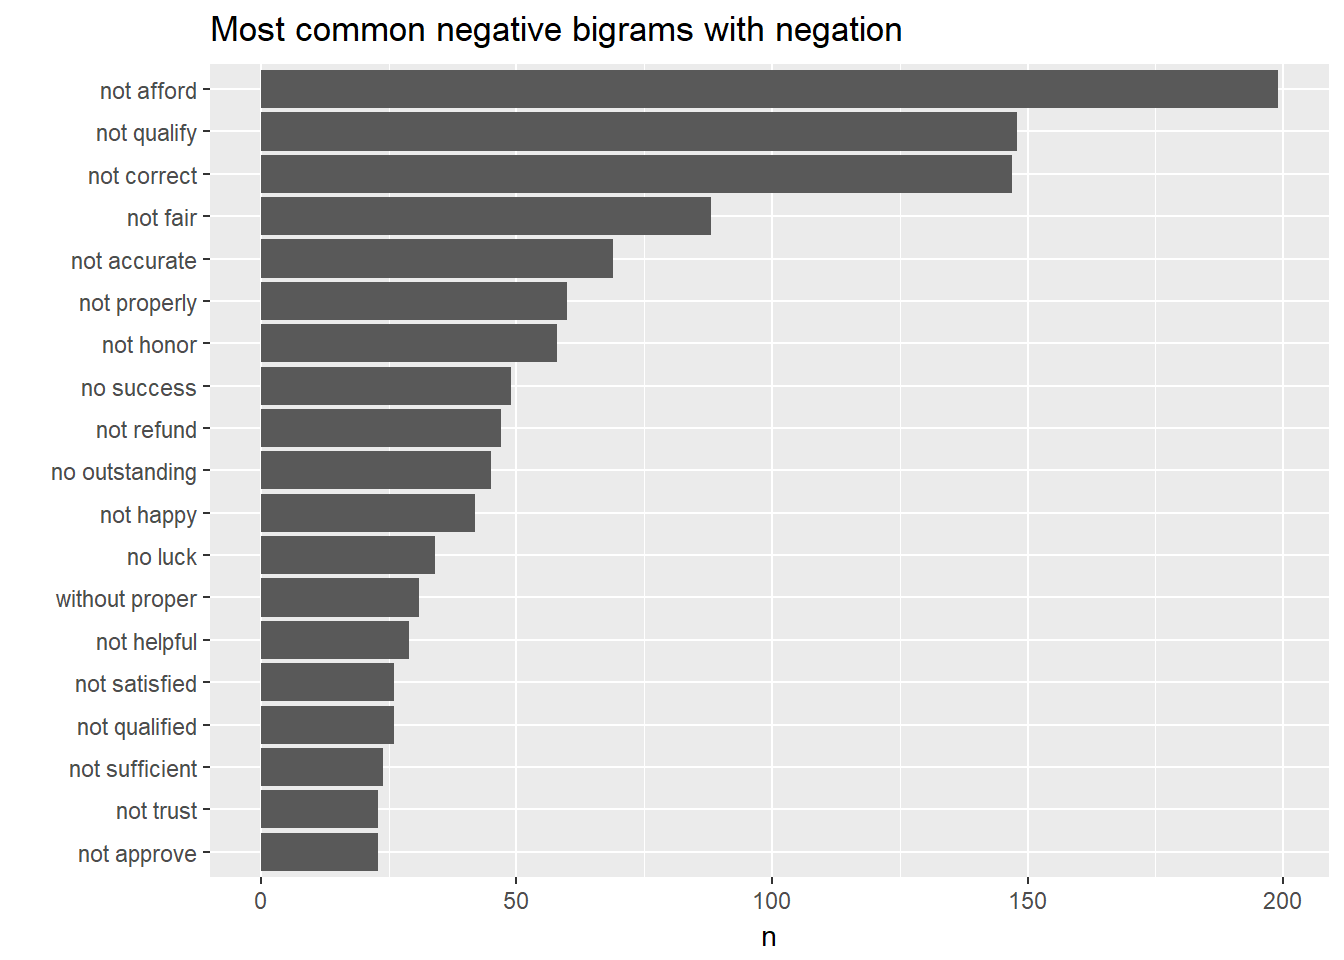 Most common negative bigrams with negation
not afford
not qualify
not correct
not fair
not accurate
not properly
not honor
no success
not refund
no outstanding
not happy
no luck
without proper
not helpful
not satisfied
not qualified
not sufficient
not trust
not approve
0 50 100 150 200
n